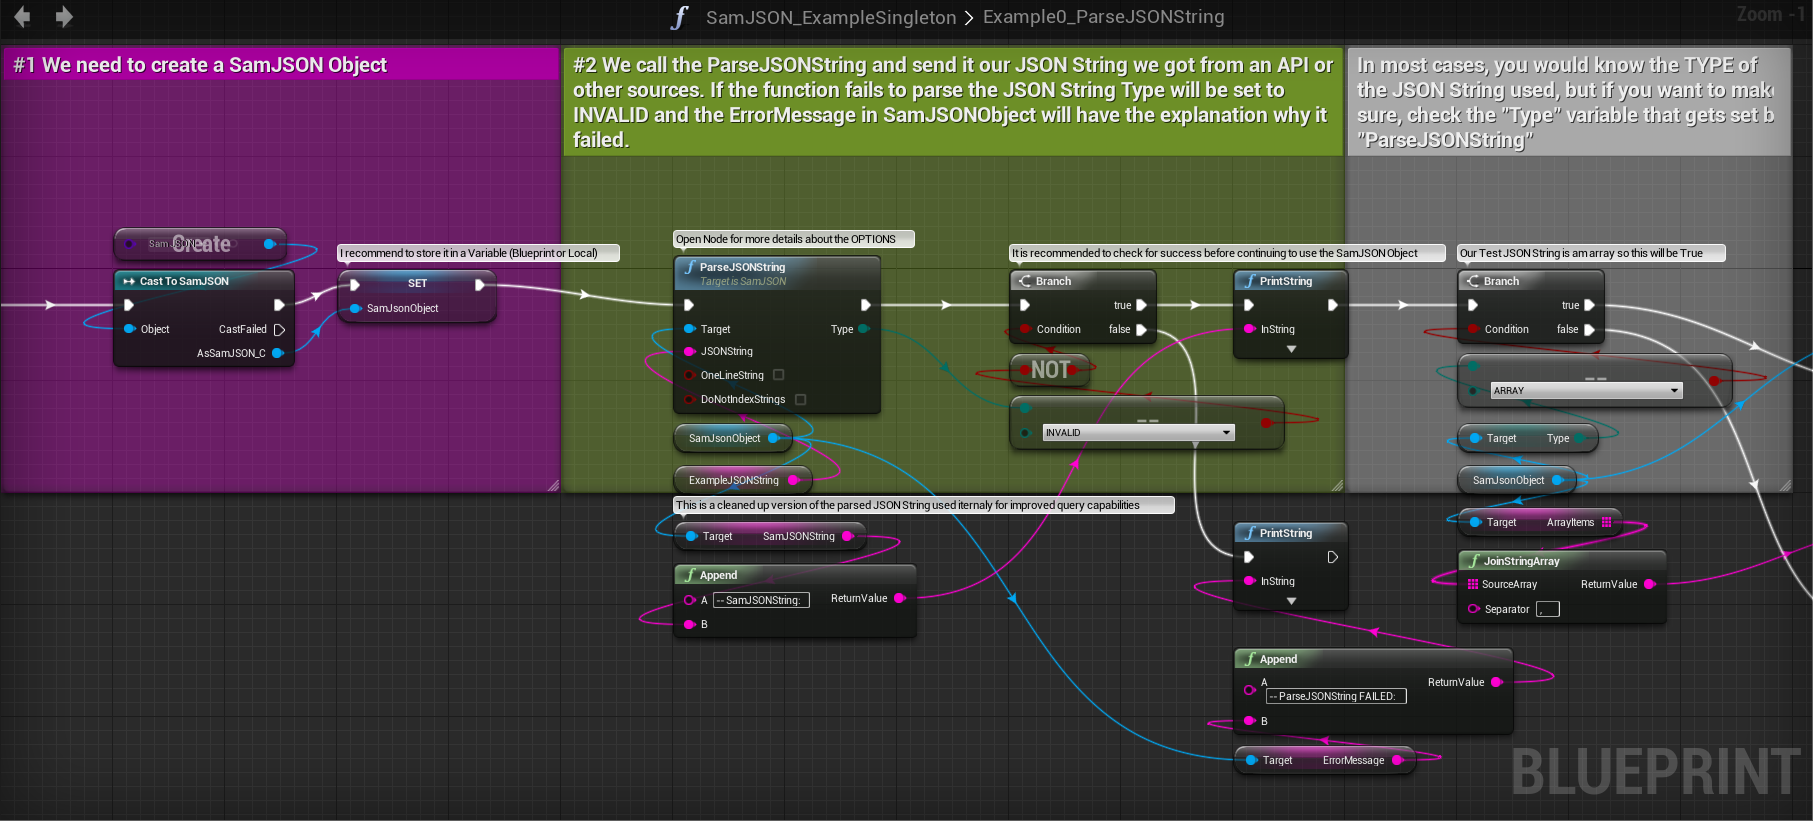 SamJSON_ExampleSingleton > Example0_ParseJSONString
Zoom -1
#1 We need to create a SamJSON Object
#2 We call the ParseJSONString and send it our JSON String we got from an API or
other sources. If the function fails to parse the JSON String Type will be set to
INVALID and the ErrorMessage in SamJSONObject will have the explanation why it
failed.
In most cases, you would know the TYPE of
the JSON String used, but if you want to mak
sure, check the "Type" variable that gets set b
"ParseJSONString"
Create
Cast To SamJSON
Object
CastFailed
AsSamJSON_C
I recommend to store it in a Variable (Blueprint or Local)
SET
SamJsonObject
Open Node for more details about the OPTIONS
ParseJSONString
Target is SamJSON
Target
Type
JSONString
OneLineString
DoNotIndexStrings
SamJsonObject
ExampleJSONString
This is a cleaned up version of the parsed JSON String used iternaly for improved query capabilities
Target
SamJSONString
Append
A
-- SamJSONString:
ReturnValue
B
It is recommended to check for success before continuing to use the SamJSON Object
Branch
true
Condition
false
NOT
==
INVALID
PrintString
InString
PrintString
InString
Append
A
-- ParseJSONString FAILED:
ReturnValue
B
Target
ErrorMessage
Our Test JSON String is am array so this will be True
Branch
true
Condition
false
==
ARRAY
Target
Type
SamJsonObject
Target
ArrayItems
JoinStringArray
SourceArray
ReturnValue
Separator
,
BLUEPRINT